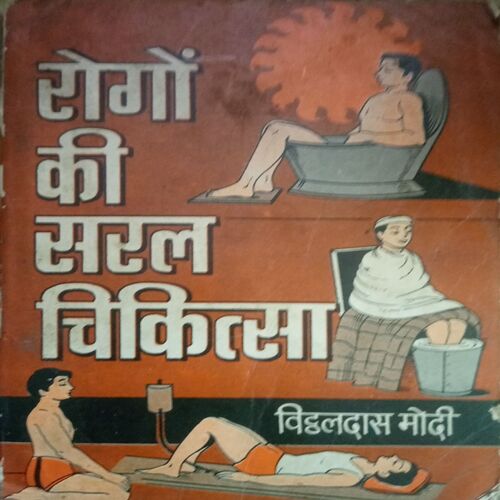 रोगों
की
सरल
चिकित्सा
विट्ठलदास मोदी